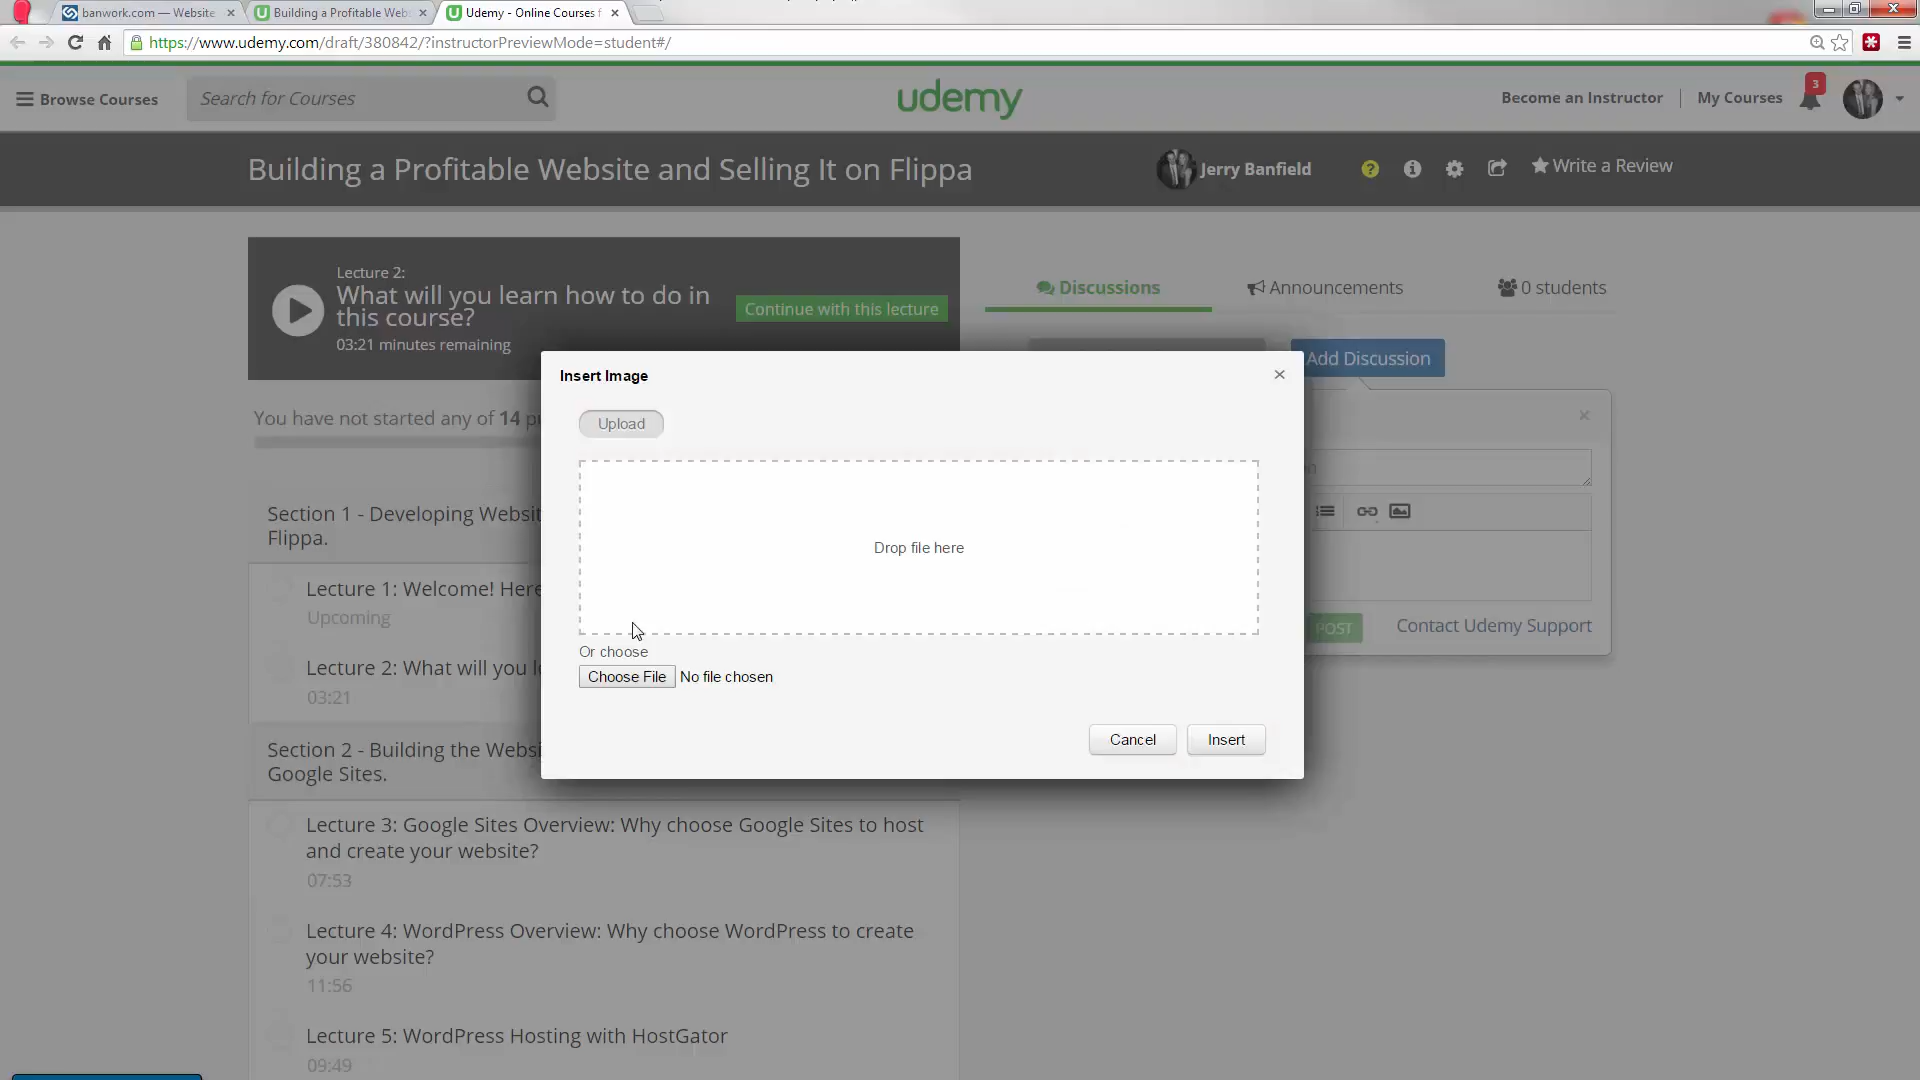 banwork.com — Website
Building a Profitable Web
Udemy - Online Courses f
https://www.udemy.com/draft/380842/?instructorPreviewMode=student#/
Browse Courses
Search for Courses
udemy
Become an Instructor
My Courses
3
Building a Profitable Website and Selling It on Flippa
Jerry Banfield
Write a Review
Lecture 2:
What will you learn how to do in
this course?
03:21 minutes remaining
Continue with this lecture
Discussions
Announcements
0 students
Add Discussion
You have not started any of 14 pu
Insert Image
Upload
Drop file here
Or choose
Choose File No file chosen
Cancel
Insert
POST
Contact Udemy Support
Section 1 - Developing Websit
Flippa.
Lecture 1: Welcome! Here
Upcoming
Lecture 2: What will you l
03:21
Section 2 - Building the Websi
Google Sites.
Lecture 3: Google Sites Overview: Why choose Google Sites to host
and create your website?
07:53
Lecture 4: WordPress Overview: Why choose WordPress to create
your website?
11:56
Lecture 5: WordPress Hosting with HostGator
09:49